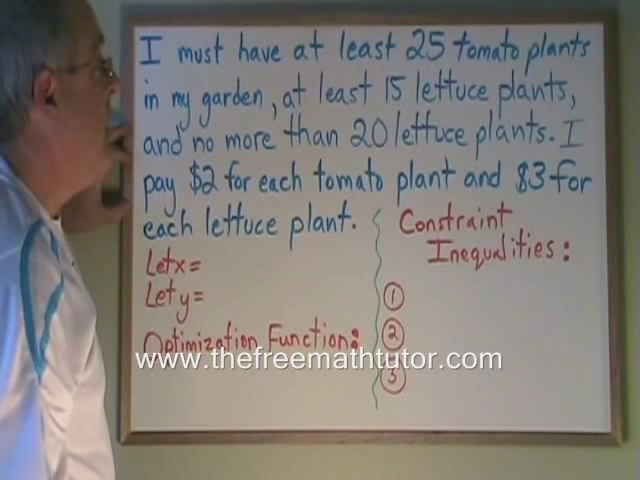 I must have at least 25 tomato plants
in my garden, at least 15 lettuce plants,
and no more than 20 lettuce plants. I
pay $2 for each tomato plant and $3 for
each lettuce plant.
Let x =
Let y =
Optimization Function:
Constraint
Inequalities:
1
2
3
www.thefreemathtutor.com